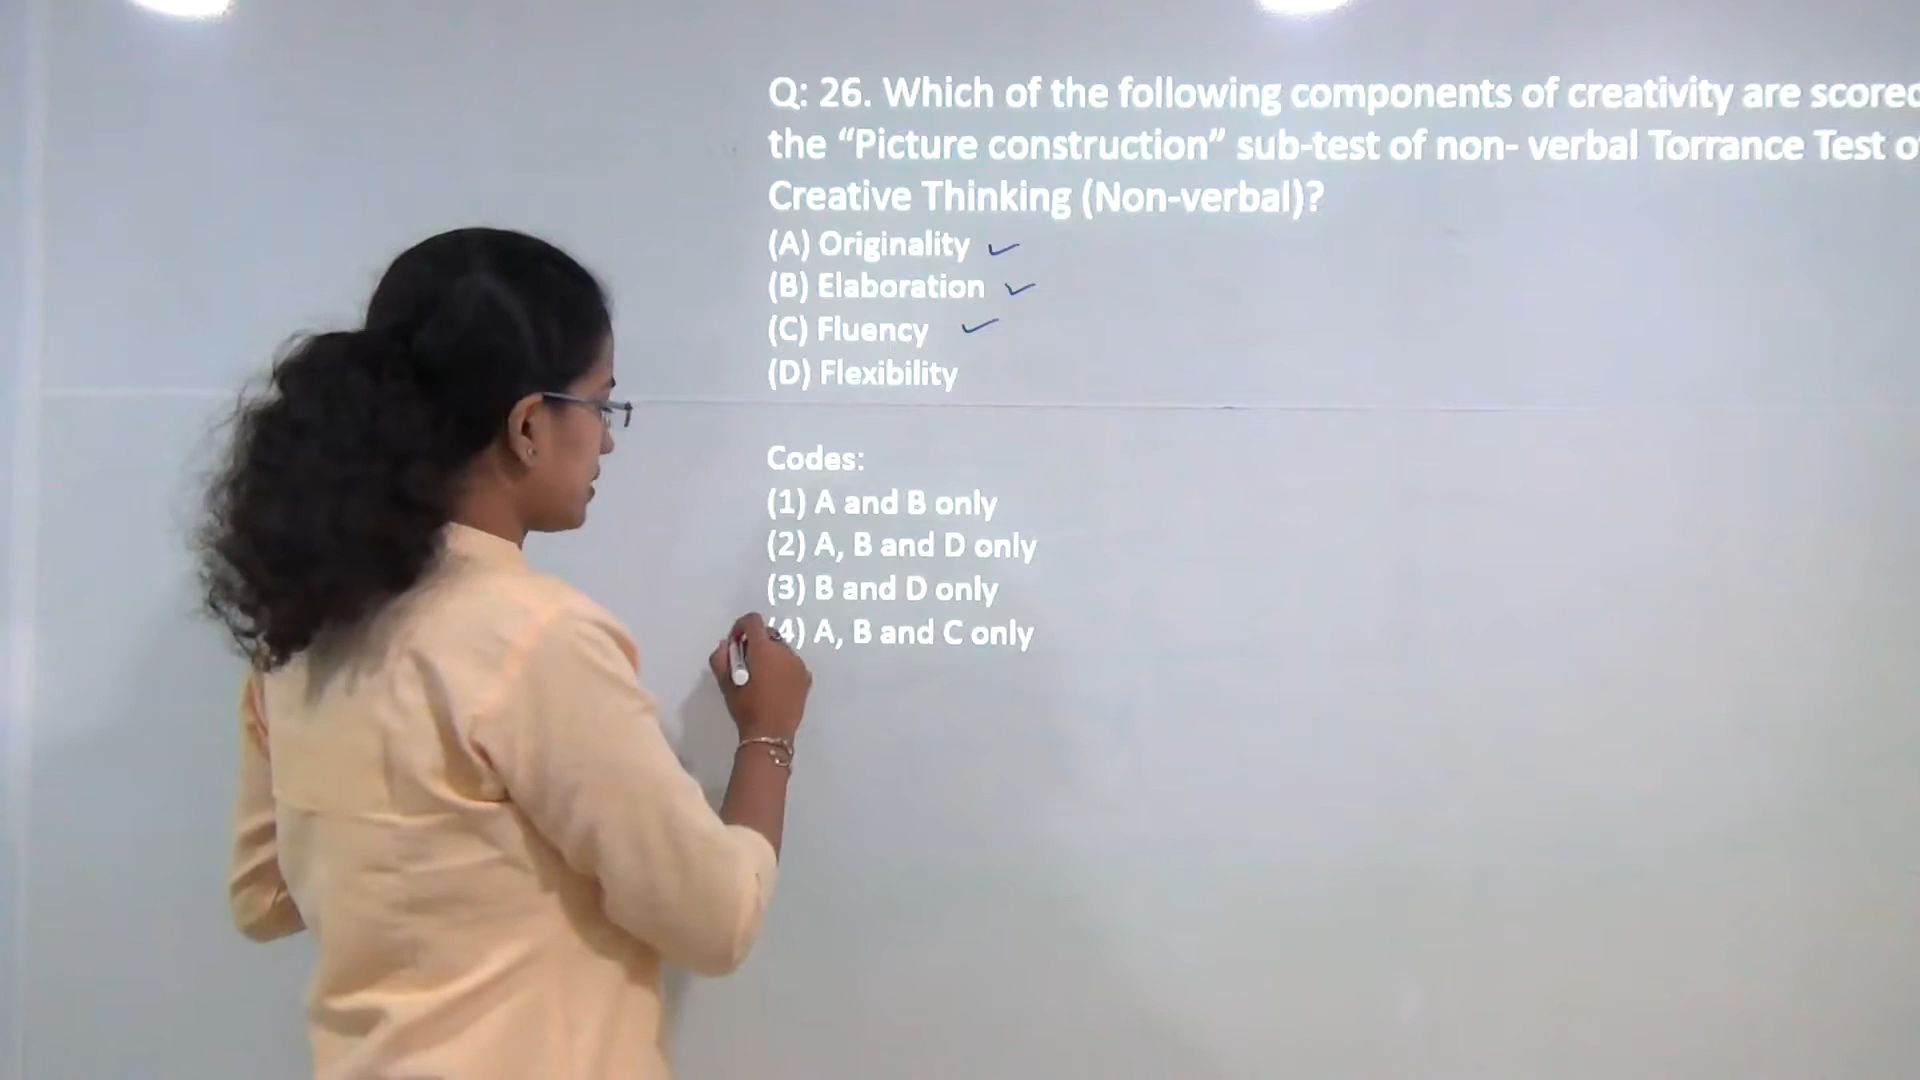 Q: 26. Which of the following components of creativity are scored
the “Picture construction” sub-test of non- verbal Torrance Test of
Creative Thinking (Non-verbal)?
(A) Originality
(B) Elaboration
(C) Fluency
(D) Flexibility
Codes:
(1) A and B only
(2) A, B and D only
(3) B and D only
(4) A, B and C only